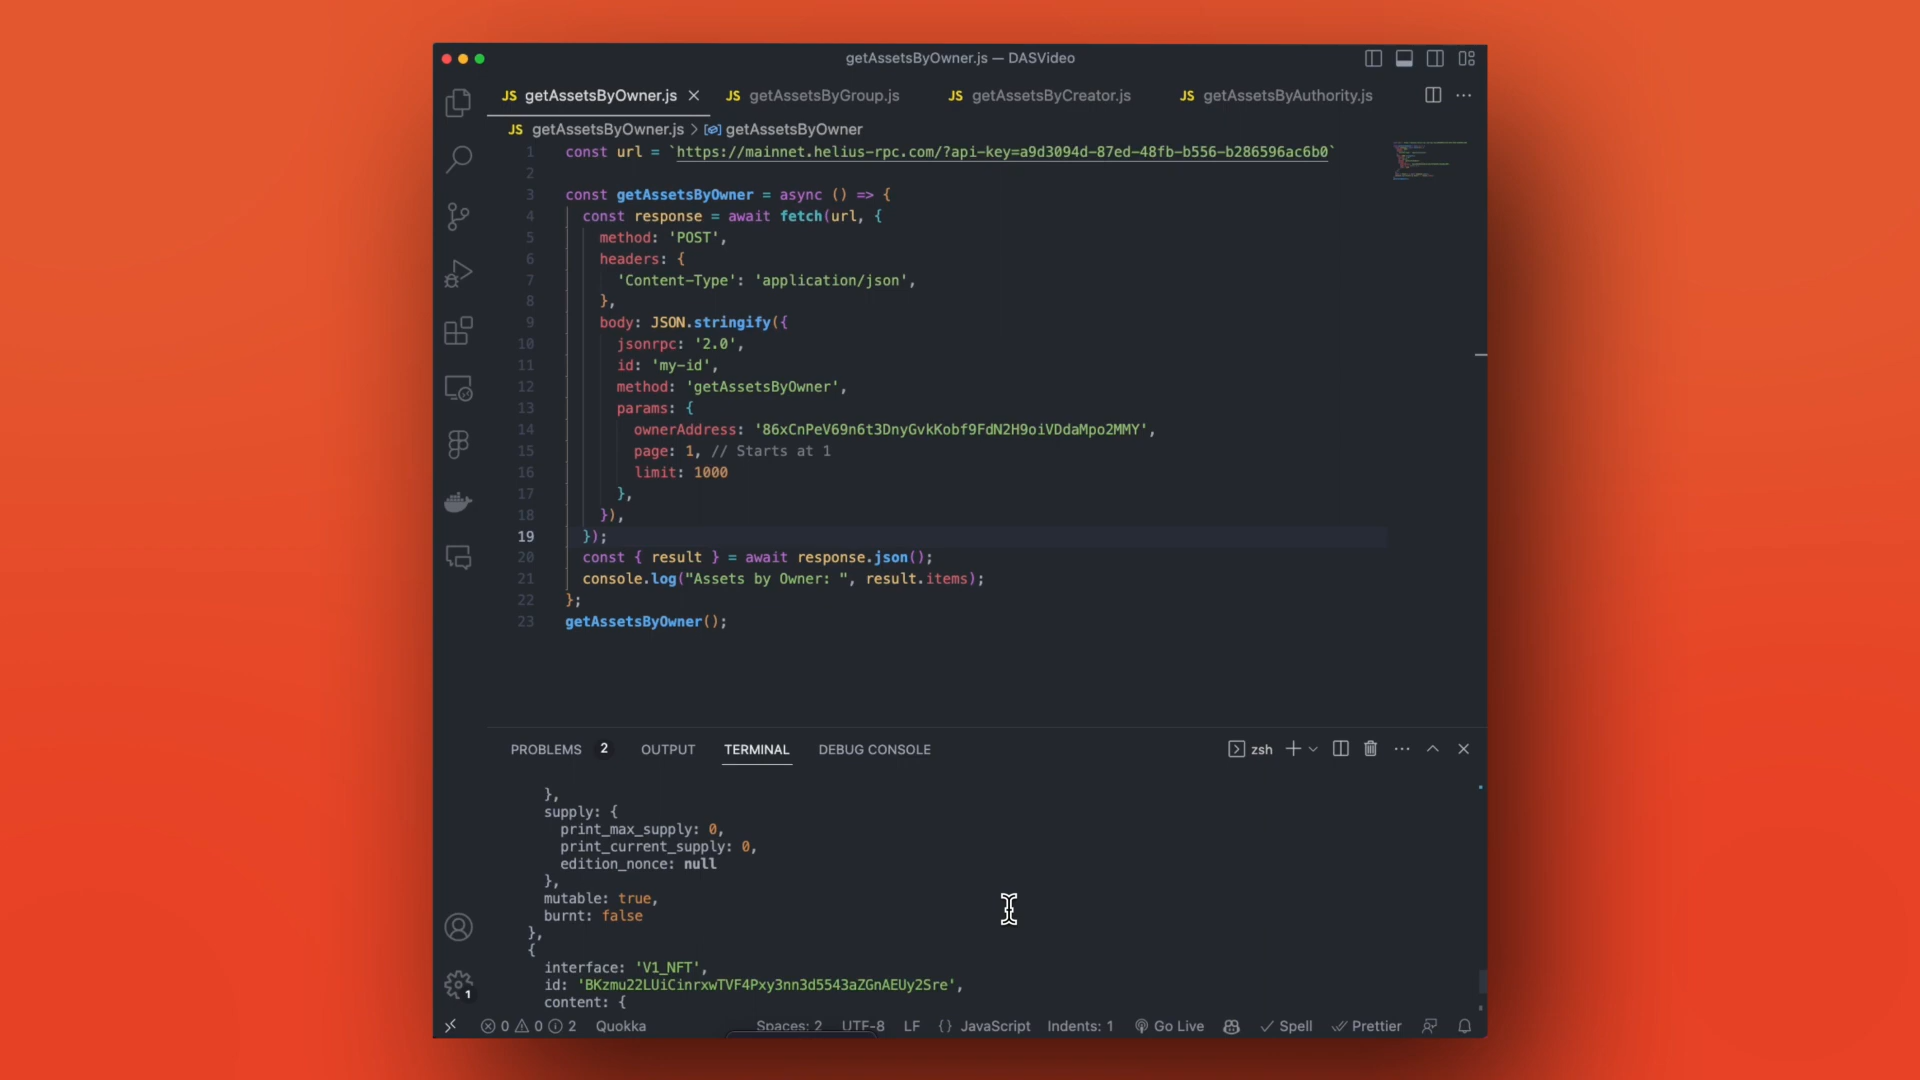 getAssetsByOwner.js — DASVideo
JS getAssetsByOwner.js
JS getAssetsByGroup.js
JS getAssetsByCreator.js
JS getAssetsByAuthority.js
JS getAssetsByOwner.js > getAssetsByOwner
1 const url = `https://mainnet.helius-rpc.com/?api-key=a9d3094d-87ed-48fb-b556-b286596ac6b0`
2
3 const getAssetsByOwner = async () => {
4 const response = await fetch(url, {
5 method: 'POST',
6 headers: {
7 'Content-Type': 'application/json',
8 },
9 body: JSON.stringify({
10 jsonrpc: '2.0',
11 id: 'my-id',
12 method: 'getAssetsByOwner',
13 params: {
14 ownerAddress: '86xCnPeV69n6t3DnyGvkKobf9FdN2H9oiVDdaMpo2MMY',
15 page: 1, // Starts at 1
16 limit: 1000
17 },
18 }),
19 });
20 const { result } = await response.json();
21 console.log("Assets by Owner: ", result.items);
22 };
23 getAssetsByOwner();
PROBLEMS 2 OUTPUT TERMINAL DEBUG CONSOLE zsh
},
supply: {
print_max_supply: 0,
print_current_supply: 0,
edition_nonce: null
},
mutable: true,
burnt: false
},
{
interface: 'V1_NFT',
id: 'BKzmu22LUiCinrxwTVF4Pxy3nn3d5543aZGnAEUy2Sre',
content: {
1
0 0 2 Quokka Spaces: 2 UTF-8 LF {} JavaScript Indents: 1 Go Live Spell Prettier